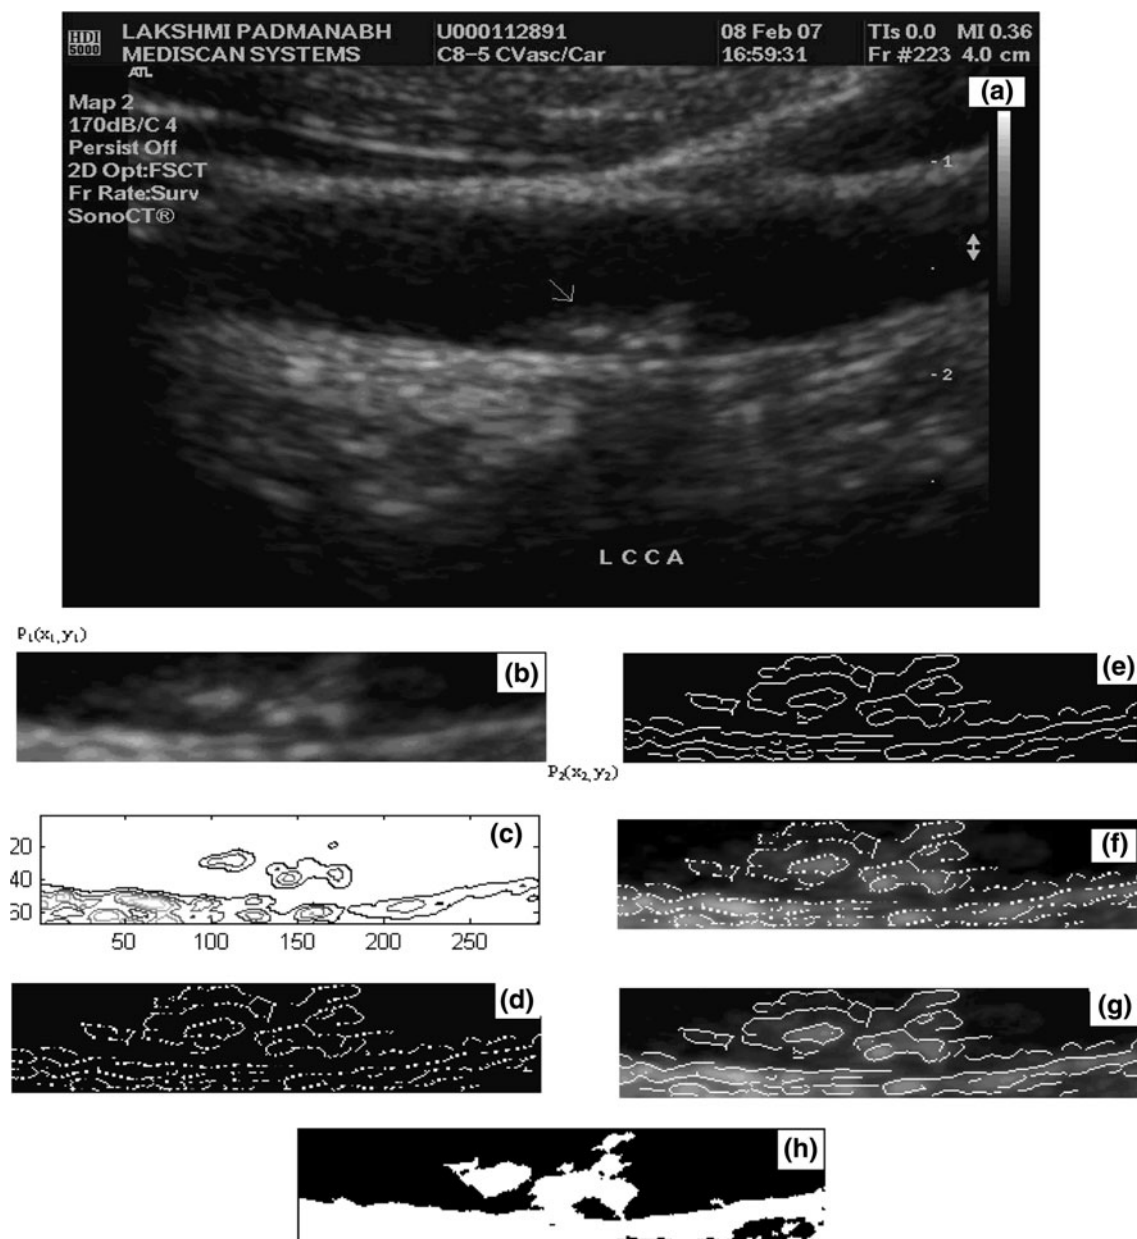 HDI 5000
LAKSHMI PADMANABH
MEDISCAN SYSTEMS
U000112891
C8-5 CVasc/Car
08 Feb 07
16:59:31
TIs 0.0 MI 0.36
Fr #223 4.0 cm
ATL
Map 2
170dB/C 4
Persist Off
2D Opt:FSCT
Fr Rate:Surv
SonoCT®
(a)
- 1
- 2
L C C A
P₁(x₁,y₁)
(b)
(e)
P₂(x₂,y₂)
(c)
20
40
60
50 100 150 200 250
(f)
(d)
(g)
(h)